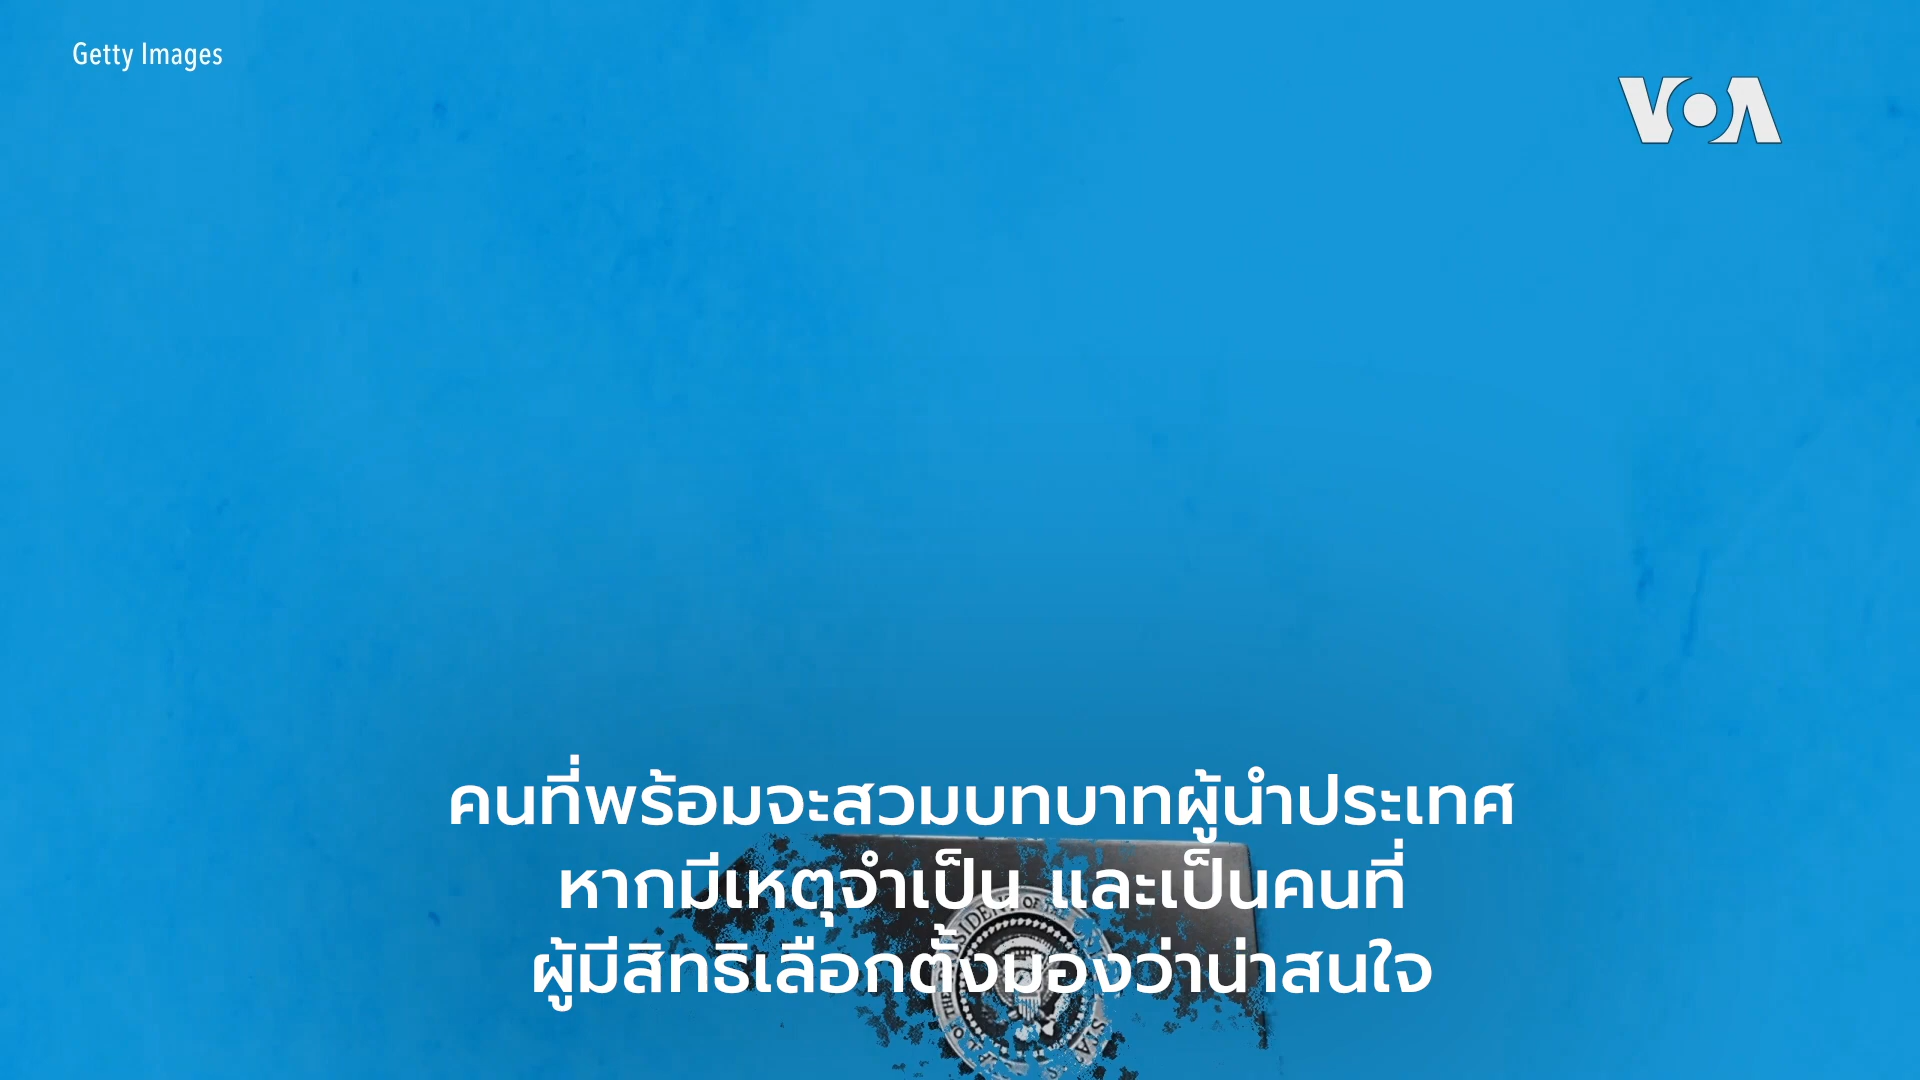 Getty Images
VOA
คนที่พร้อมจะสวมบทบาทผู้นำประเทศ
หากมีเหตุจำเป็น และเป็นคนที่
ผู้มีสิทธิเลือกตั้งมองว่าน่าสนใจ
OF THE